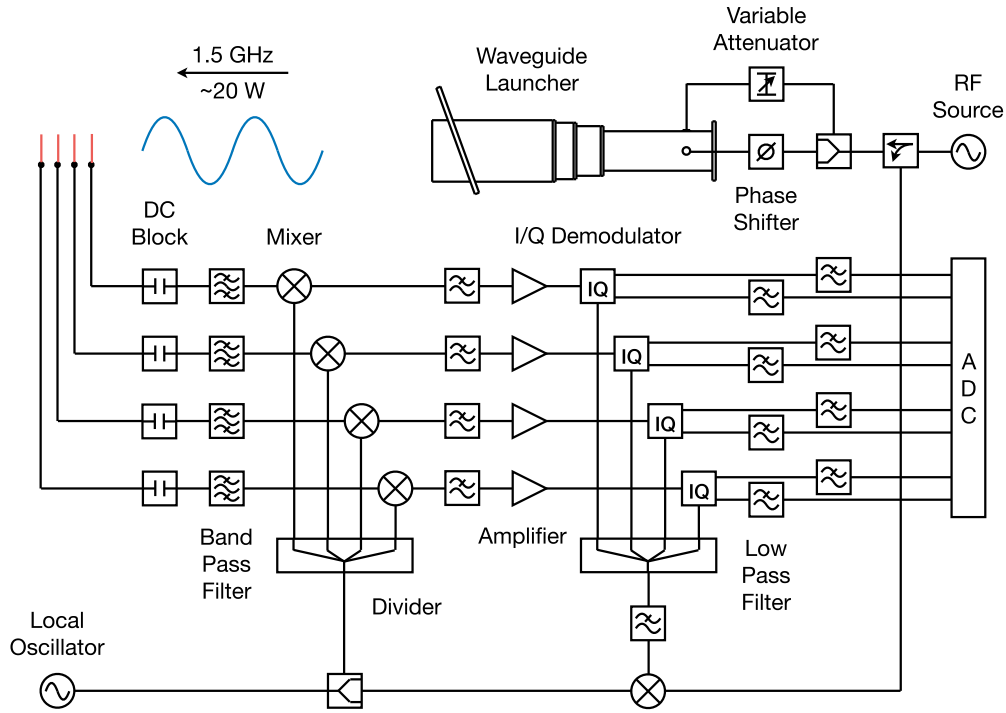 Variable
Attenuator
1.5 GHz
~20 W
Waveguide
Launcher
RF
Source
Phase
Shifter
DC
Block
Mixer
I/Q Demodulator
IQ
IQ
IQ
IQ
A
D
C
Band
Pass
Filter
Amplifier
Low
Pass
Filter
Divider
Local
Oscillator